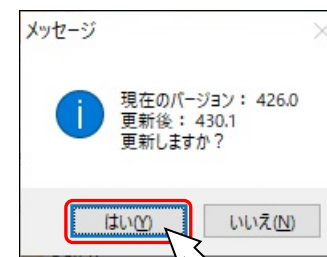 メッセージ
現在のバージョン： 426.0
更新後： 430.1
更新しますか？
はい(Y)
いいえ(N)